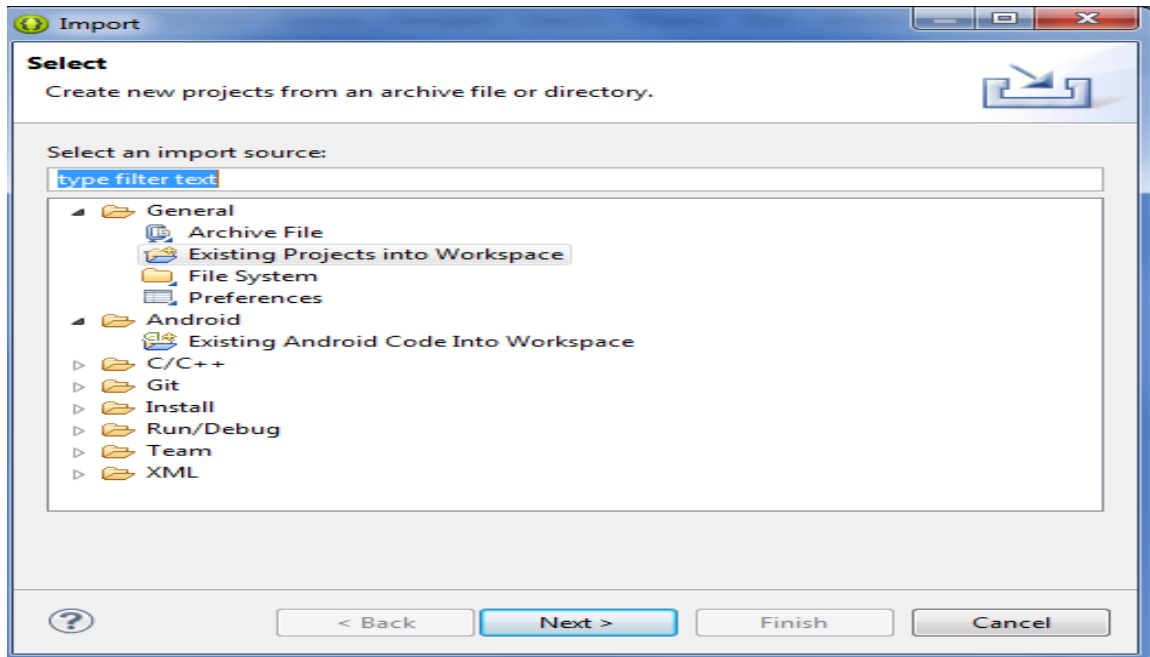 Import
Select
Create new projects from an archive file or directory.
Select an import source:
type filter text
General
Archive File
Existing Projects into Workspace
File System
Preferences
Android
Existing Android Code Into Workspace
C/C++
Git
Install
Run/Debug
Team
XML
? < Back Next > Finish Cancel